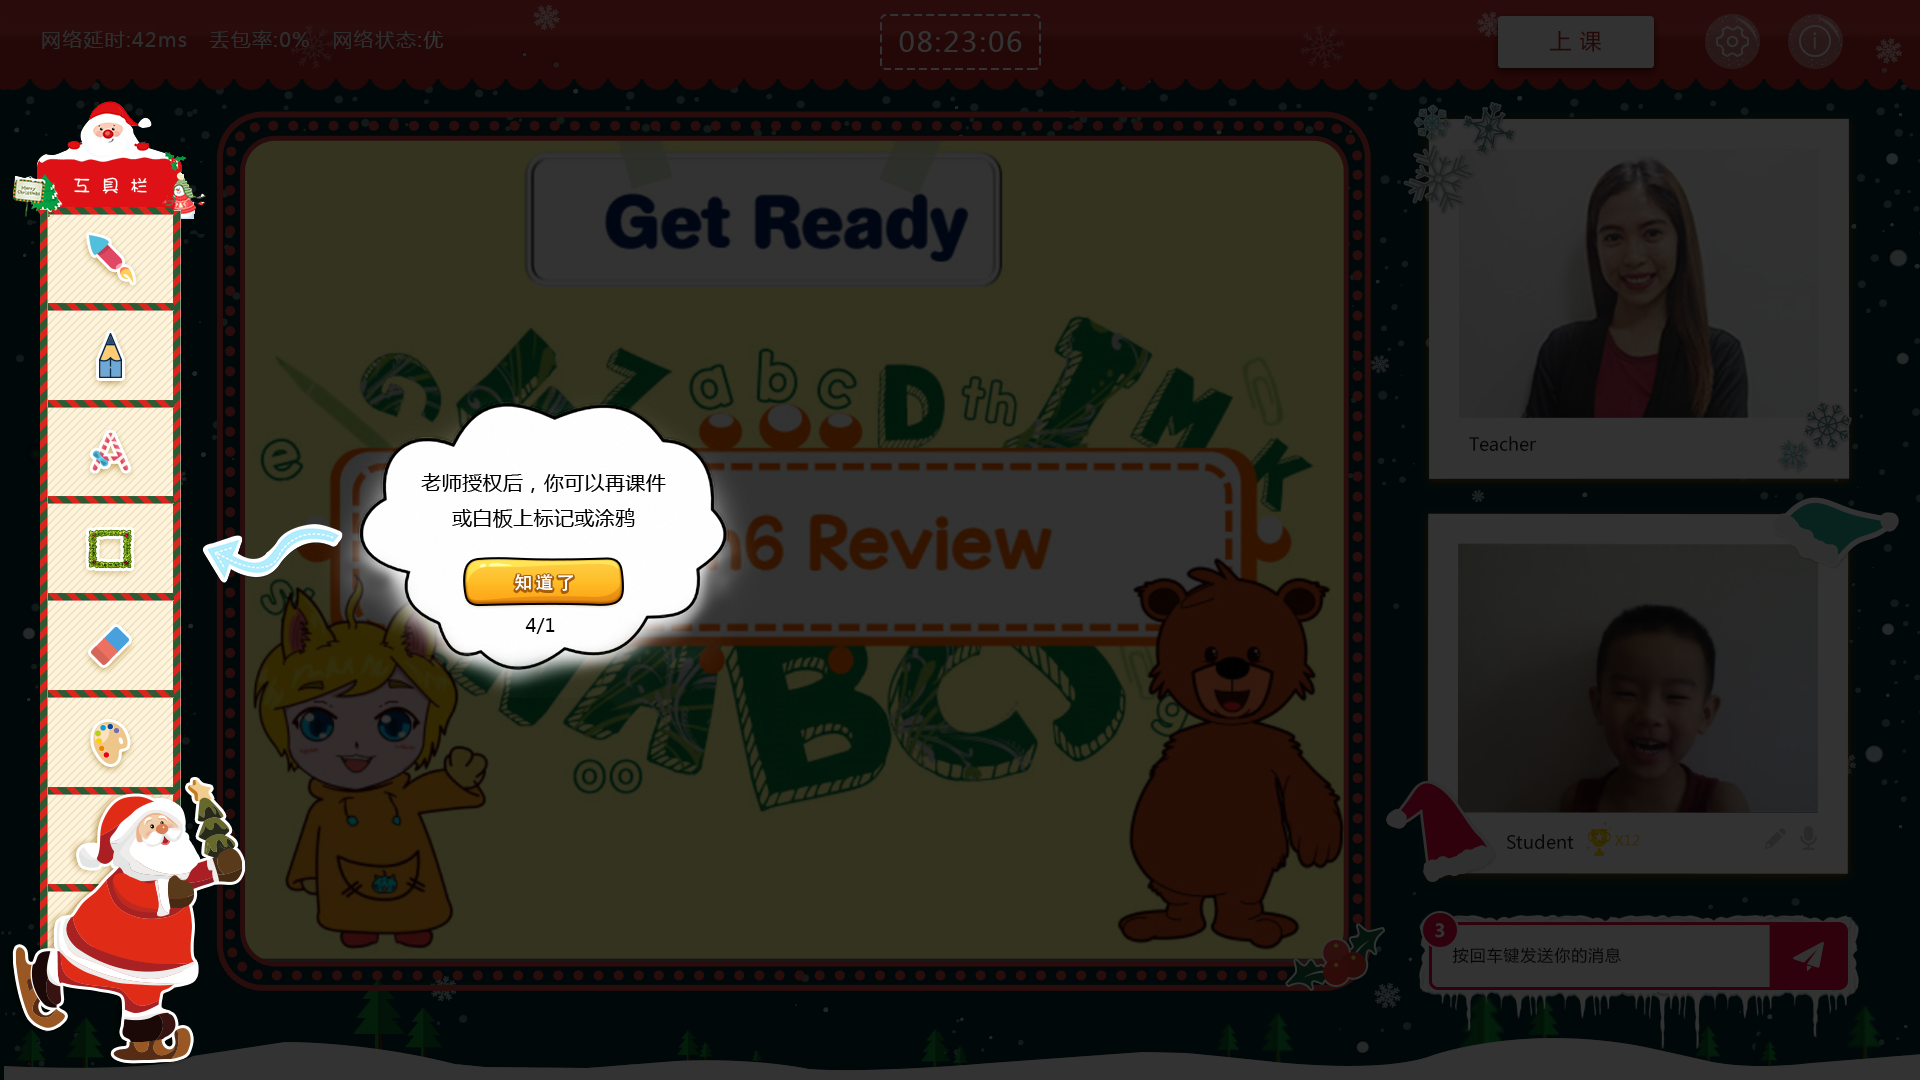 网络延时:42ms 丢包率:0% 网络状态:优
08:23:06
上 课
互 具 栏
Get Ready
a b c D th I M K
e
老师授权后，你可以再课件
或白板上标记或涂鸦
知道了
4/1
n6 Review
ABC
g
oo
Teacher
Student X12
3
按回车键发送你的消息